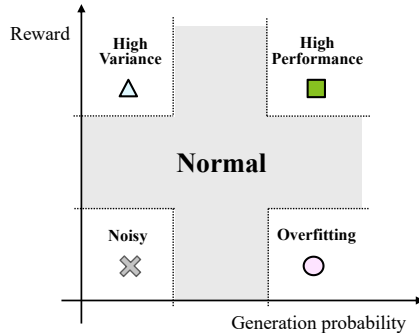 Reward
High
Variance
High
Performance
Normal
Noisy
Overfitting
Generation probability